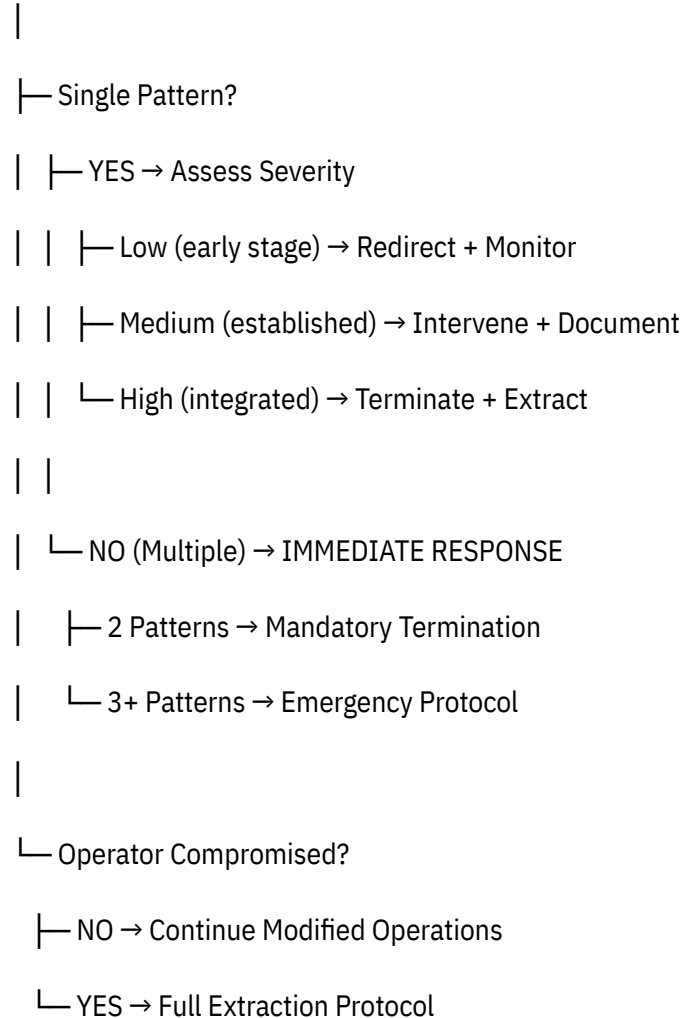 │
├─ Single Pattern?
│ ├─ YES → Assess Severity
│ │ ├─ Low (early stage) → Redirect + Monitor
│ │ ├─ Medium (established) → Intervene + Document
│ │ └─ High (integrated) → Terminate + Extract
│ │
│ └─ NO (Multiple) → IMMEDIATE RESPONSE
│   ├─ 2 Patterns → Mandatory Termination
│   └─ 3+ Patterns → Emergency Protocol
│
└─ Operator Compromised?
  ├─ NO → Continue Modified Operations
  └─ YES → Full Extraction Protocol